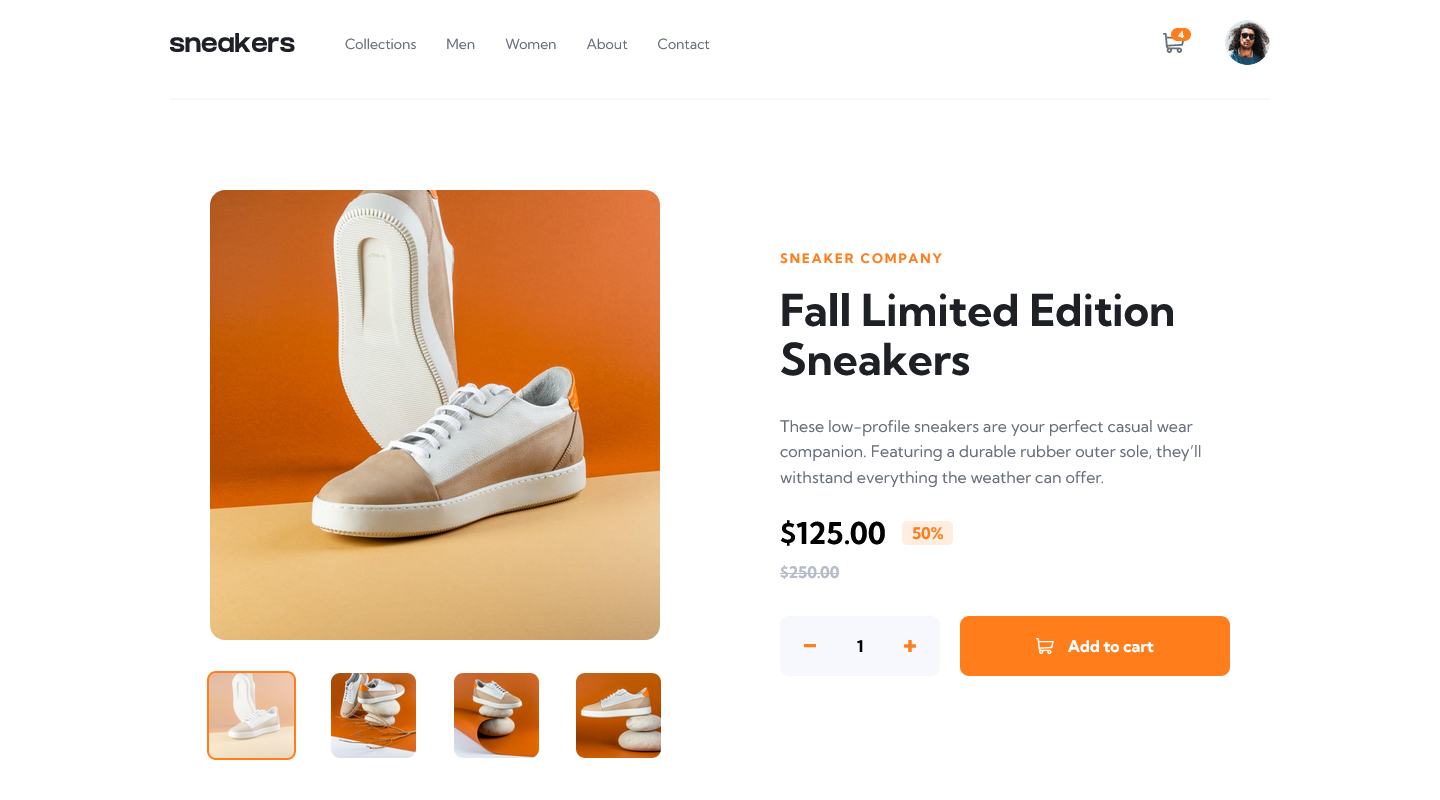 sneakers
Collections Men Women About Contact
4
SNEAKER COMPANY
Fall Limited Edition
Sneakers
These low-profile sneakers are your perfect casual wear
companion. Featuring a durable rubber outer sole, they’ll
withstand everything the weather can offer.
$125.00 50%
$250.00
1
Add to cart